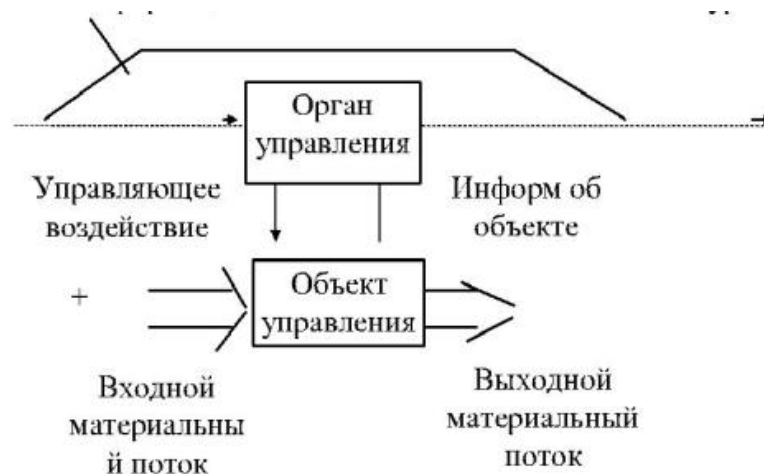 Орган
управления
Управляющее
воздействие
Информ об
объекте
+
Объект
управления
Входной
материальны
й поток
Выходной
материальный
поток